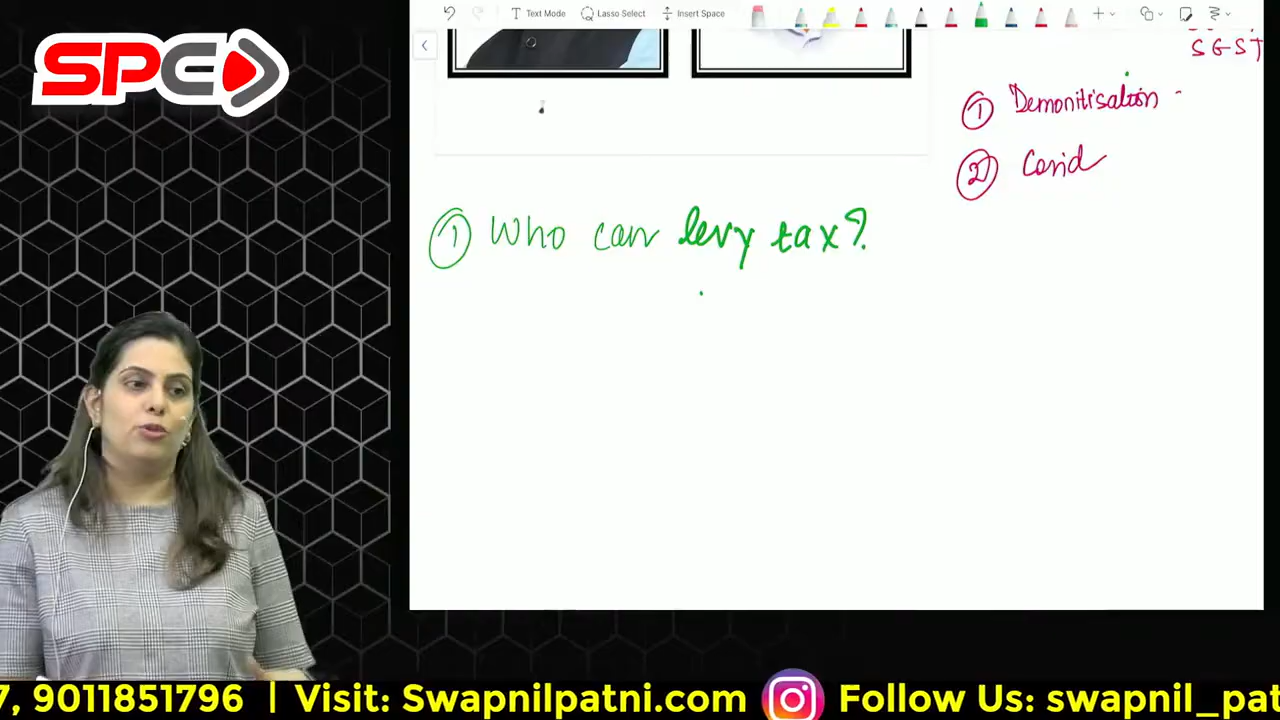 SPC
Text Mode
Lasso Select
Insert Space
SGST
① Demonitisation -
② Covid
① Who can levy tax?
7, 9011851796 | Visit: Swapnilpatni.com
Follow Us: swapnil_pat